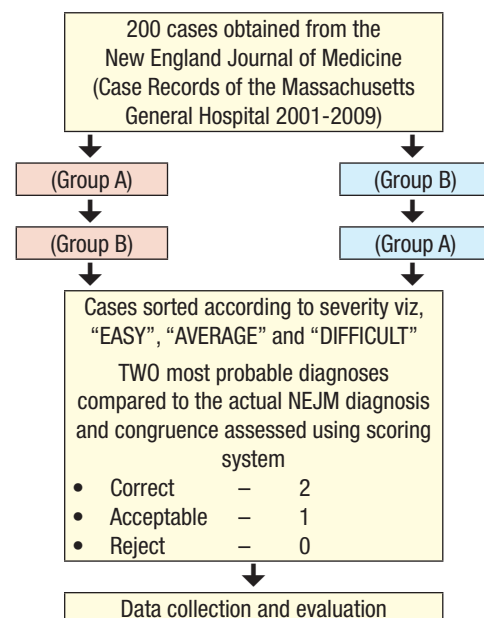 200 cases obtained from the
New England Journal of Medicine
(Case Records of the Massachusetts
General Hospital 2001-2009)
(Group A)
(Group B)
(Group B)
(Group A)
Cases sorted according to severity viz,
“EASY”, “AVERAGE” and “DIFFICULT”
TWO most probable diagnoses
compared to the actual NEJM diagnosis
and congruence assessed using scoring
system
• Correct – 2
• Acceptable – 1
• Reject – 0
Data collection and evaluation